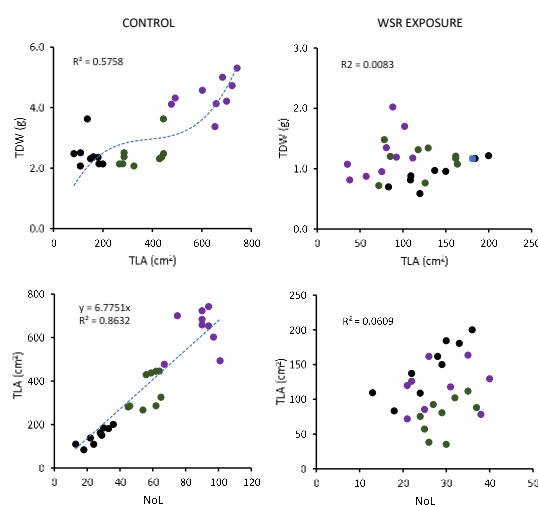 CONTROL
WSR EXPOSURE
TDW (g)
6.0
4.0
2.0
0.0
R² = 0.5758
0 200 400 600 800
TLA (cm²)
TDW (g)
3.0
2.0
1.0
0.0
R2 = 0.0083
0 50 100 150 200 250
TLA (cm²)
TLA (cm²)
800
600
400
200
0
y = 6.7751x
R² = 0.8632
0 20 40 60 80 100 120
NoL
TLA (cm²)
250
200
150
100
50
0
R² = 0.0609
0 10 20 30 40 50
NoL